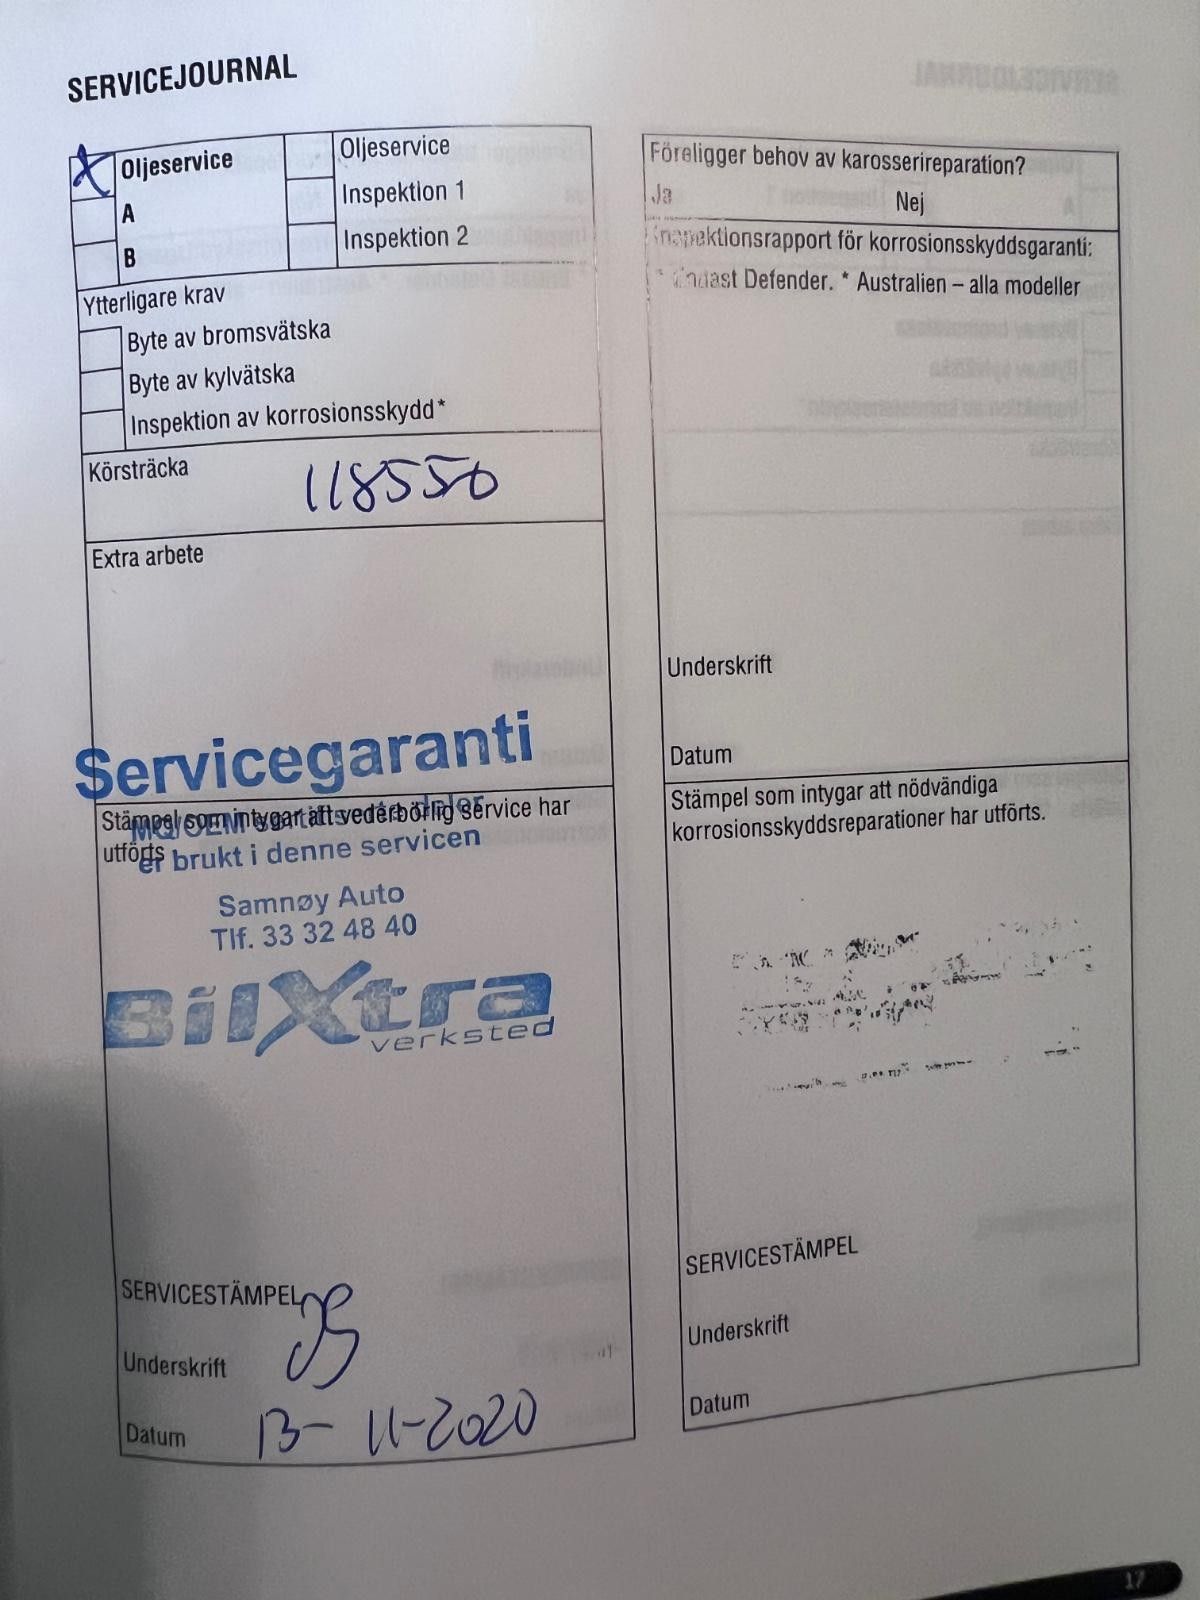 SERVICEJOURNAL
X Oljeservice
A
B
Oljeservice
Inspektion 1
Inspektion 2
Ytterligare krav
Byte av bromsvätska
Byte av kylvätska
Inspektion av korrosionsskydd*
Körsträcka 118550
Extra arbete
Servicegaranti
Stämpel som intygar att vederbörlig service har
utförts
MO/OEM deler
er brukt i denne servicen
Samnøy Auto
Tlf. 33 32 48 40
BilXtra
verksted
SERVICESTÄMPEL
Underskrift
Datum 13-11-2020
Föreligger behov av karosserireparation?
Ja Nej
Inspektionsrapport för korrosionsskyddsgaranti:
* Endast Defender. * Australien – alla modeller
Underskrift
Datum
Stämpel som intygar att nödvändiga
korrosionsskyddsreparationer har utförts.
SERVICESTÄMPEL
Underskrift
Datum
17